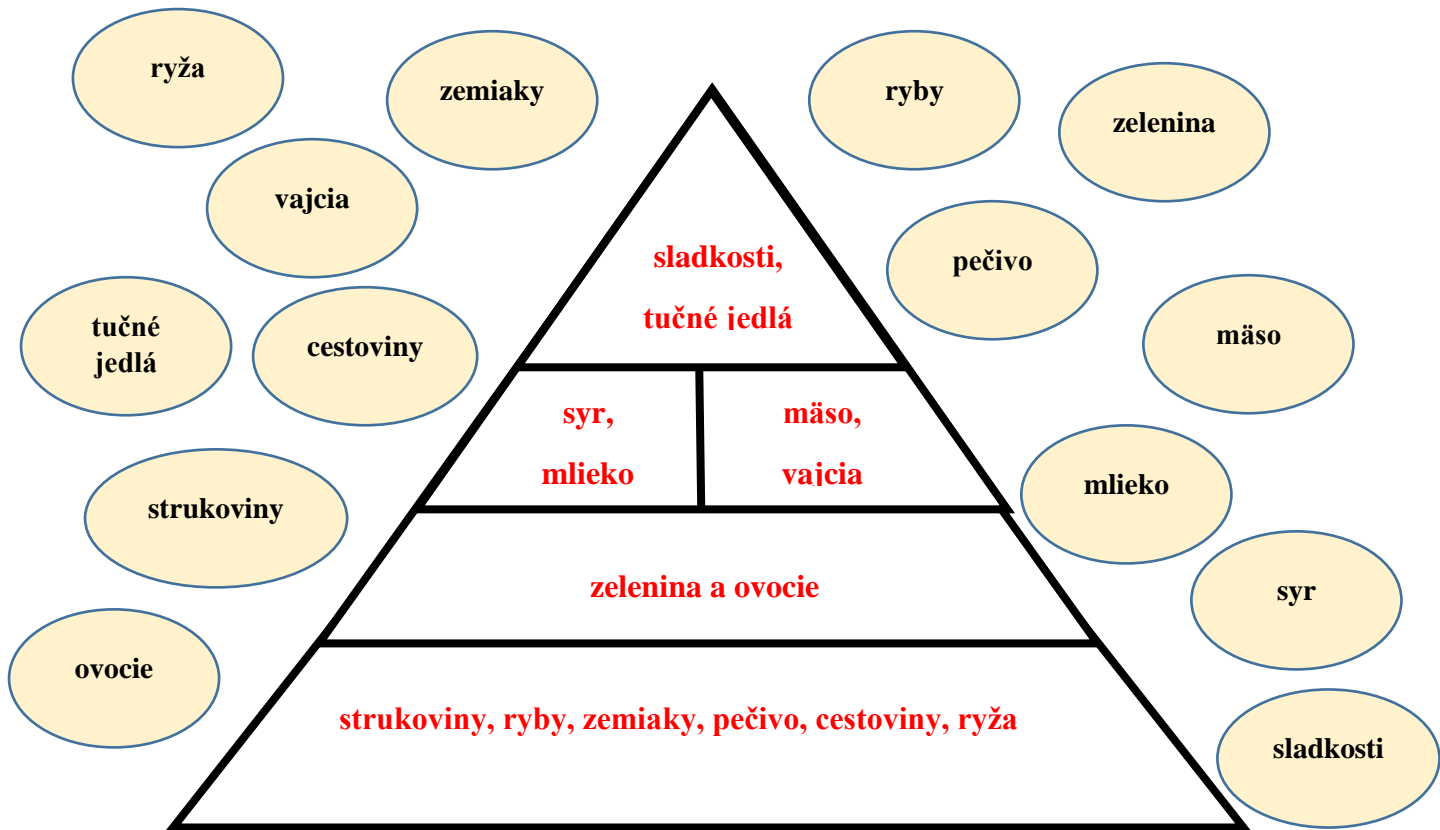 ryža
zemiaky
ryby
zelenina
vajcia
pečivo
sladkosti,
tučné jedlá
tučné
jedlá
cestoviny
mäso
syr,
mlieko
mäso,
vajcia
mlieko
strukoviny
zelenina a ovocie
syr
ovocie
strukoviny, ryby, zemiaky, pečivo, cestoviny, ryža
sladkosti